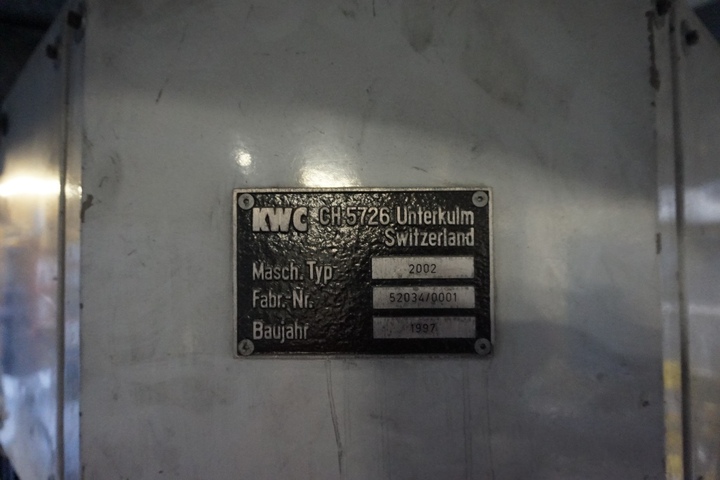 KWC CH-5726 Unterkulm
Switzerland
Masch. Typ 2002
Fabr.-Nr. 52034/0001
Baujahr 1997